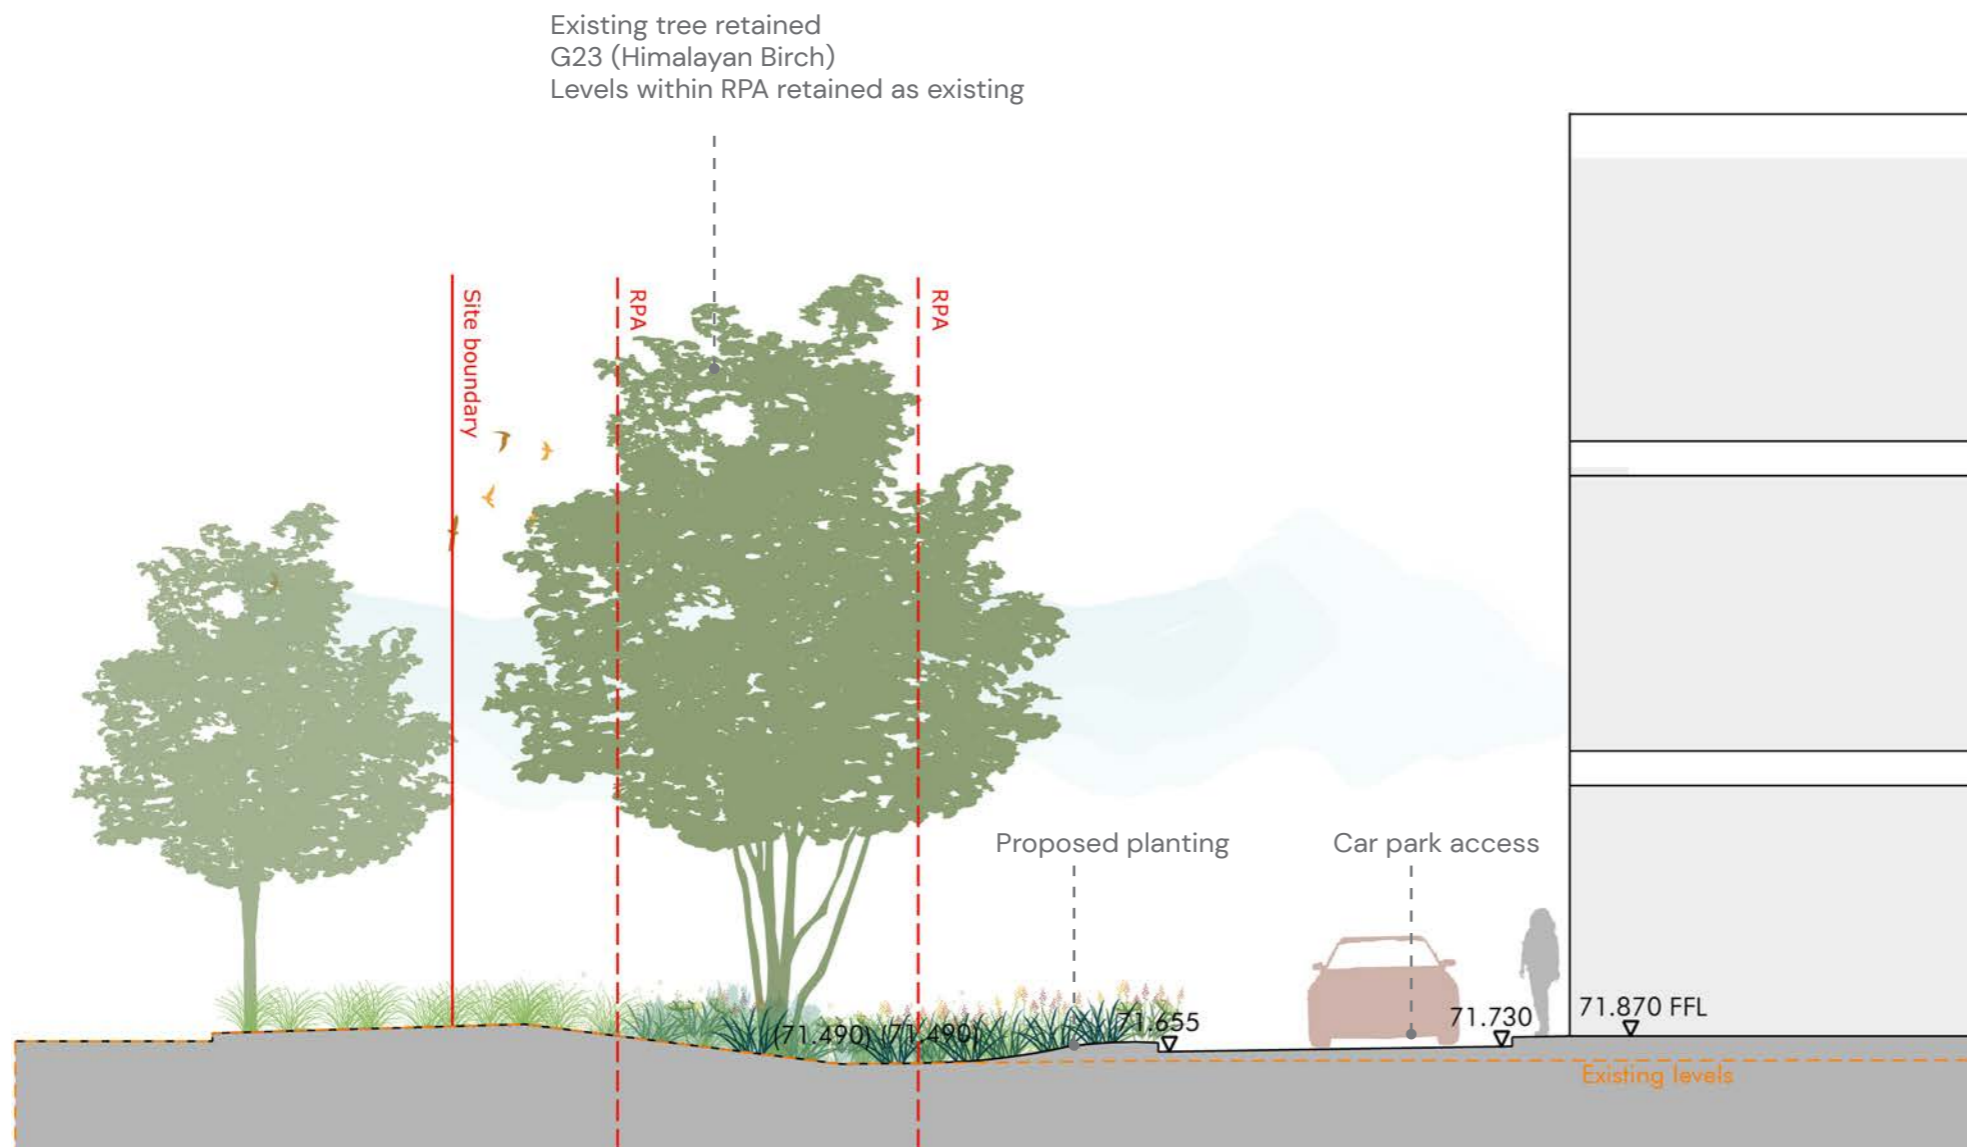 Existing tree retained
G23 (Himalayan Birch)
Levels within RPA retained as existing
Site boundary
RPA
RPA
Proposed planting
Car park access
(71.490) (71.490)
71.655
71.730
71.870 FFL
Existing levels